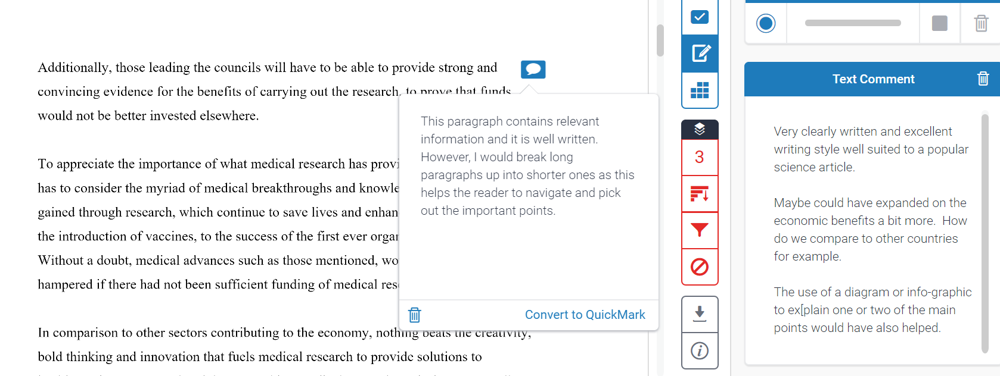 Additionally, those leading the councils will have to be able to provide strong and
convincing evidence for the benefits of carrying out the research, to prove that funds
would not be better invested elsewhere.
To appreciate the importance of what medical research has
has to consider the myriad of medical breakthroughs and
gained through research, which continue to save lives and
the introduction of vaccines, to the success of the first ever
Without a doubt, medical advances such as those mentioned,
hampered if there had not been sufficient funding of medical
In comparison to other sectors contributing to the economy, nothing beats the creativity,
bold thinking and innovation that fuels medical research to provide solutions to
This paragraph contains relevant
information and it is well written.
However, I would break long
paragraphs up into shorter ones as this
helps the reader to navigate and pick
out the important points.
Convert to QuickMark
3
Text Comment
Very clearly written and excellent
writing style well suited to a popular
science article.
Maybe could have expanded on the
economic benefits a bit more. How
do we compare to other countries
for example.
The use of a diagram or info-graphic
to ex[plain one or two of the main
points would have also helped.